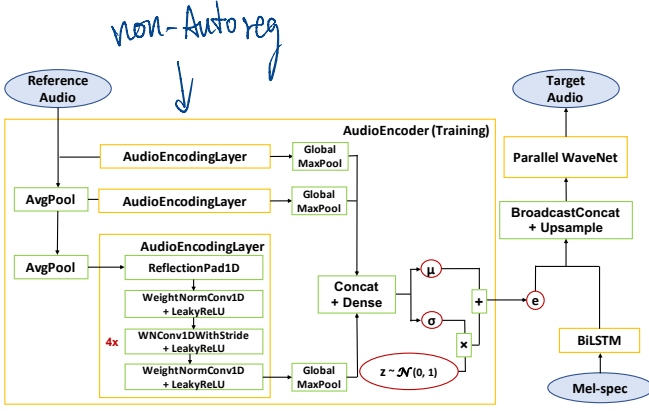 non-Autoreg
Reference
Audio
Target
Audio
AudioEncoder (Training)
AudioEncodingLayer
Global
MaxPool
Parallel WaveNet
AvgPool
AudioEncodingLayer
Global
MaxPool
BroadcastConcat
+ Upsample
AvgPool
AudioEncodingLayer
ReflectionPad1D
WeightNormConv1D
+ LeakyReLU
4x
WNConv1DWithStride
+ LeakyReLU
WeightNormConv1D
+ LeakyReLU
Global
MaxPool
Concat
+ Dense
μ
σ
+
×
z ~ 𝒩(0, 1)
e
BiLSTM
Mel-spec